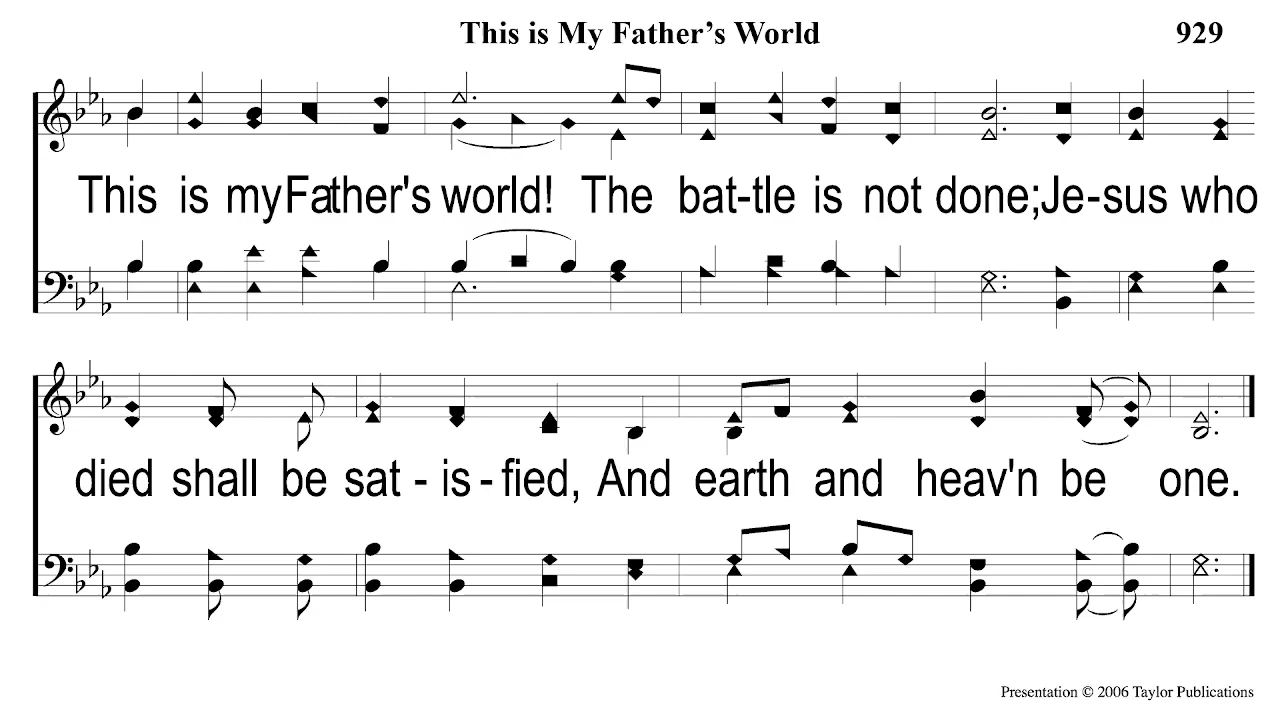 This is My Father’s World 929
This is my Father's world! The bat-tle is not done; Je-sus who
died shall be sat - is - fied, And earth and heav'n be one.
Presentation © 2006 Taylor Publications